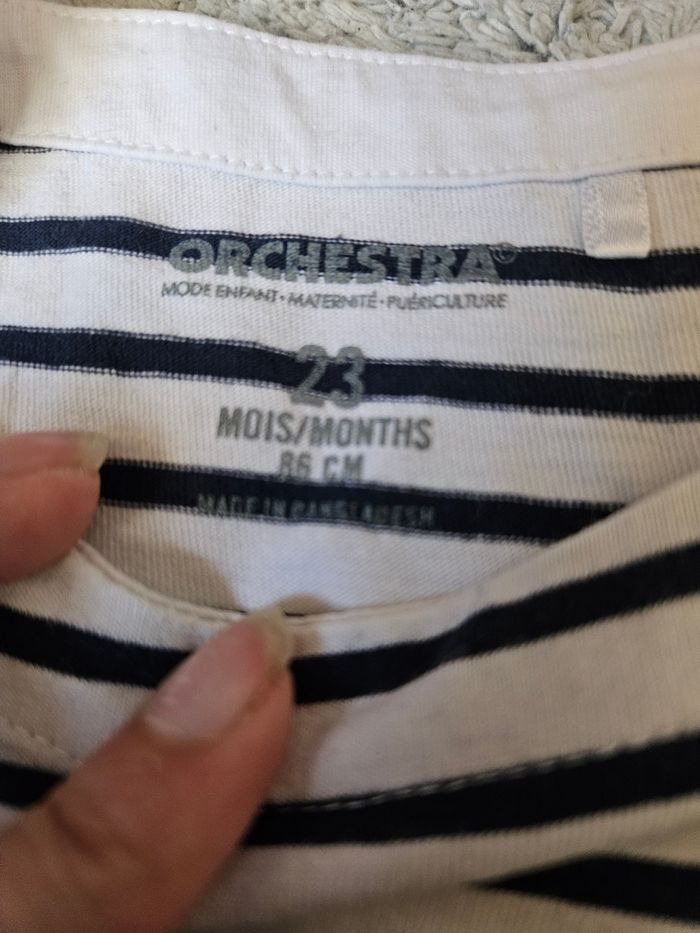 ORCHESTRA®
MODE ENFANT • MATERNITÉ • PUÉRICULTURE
23
MOIS/MONTHS
86 CM
MADE IN BANGLADESH